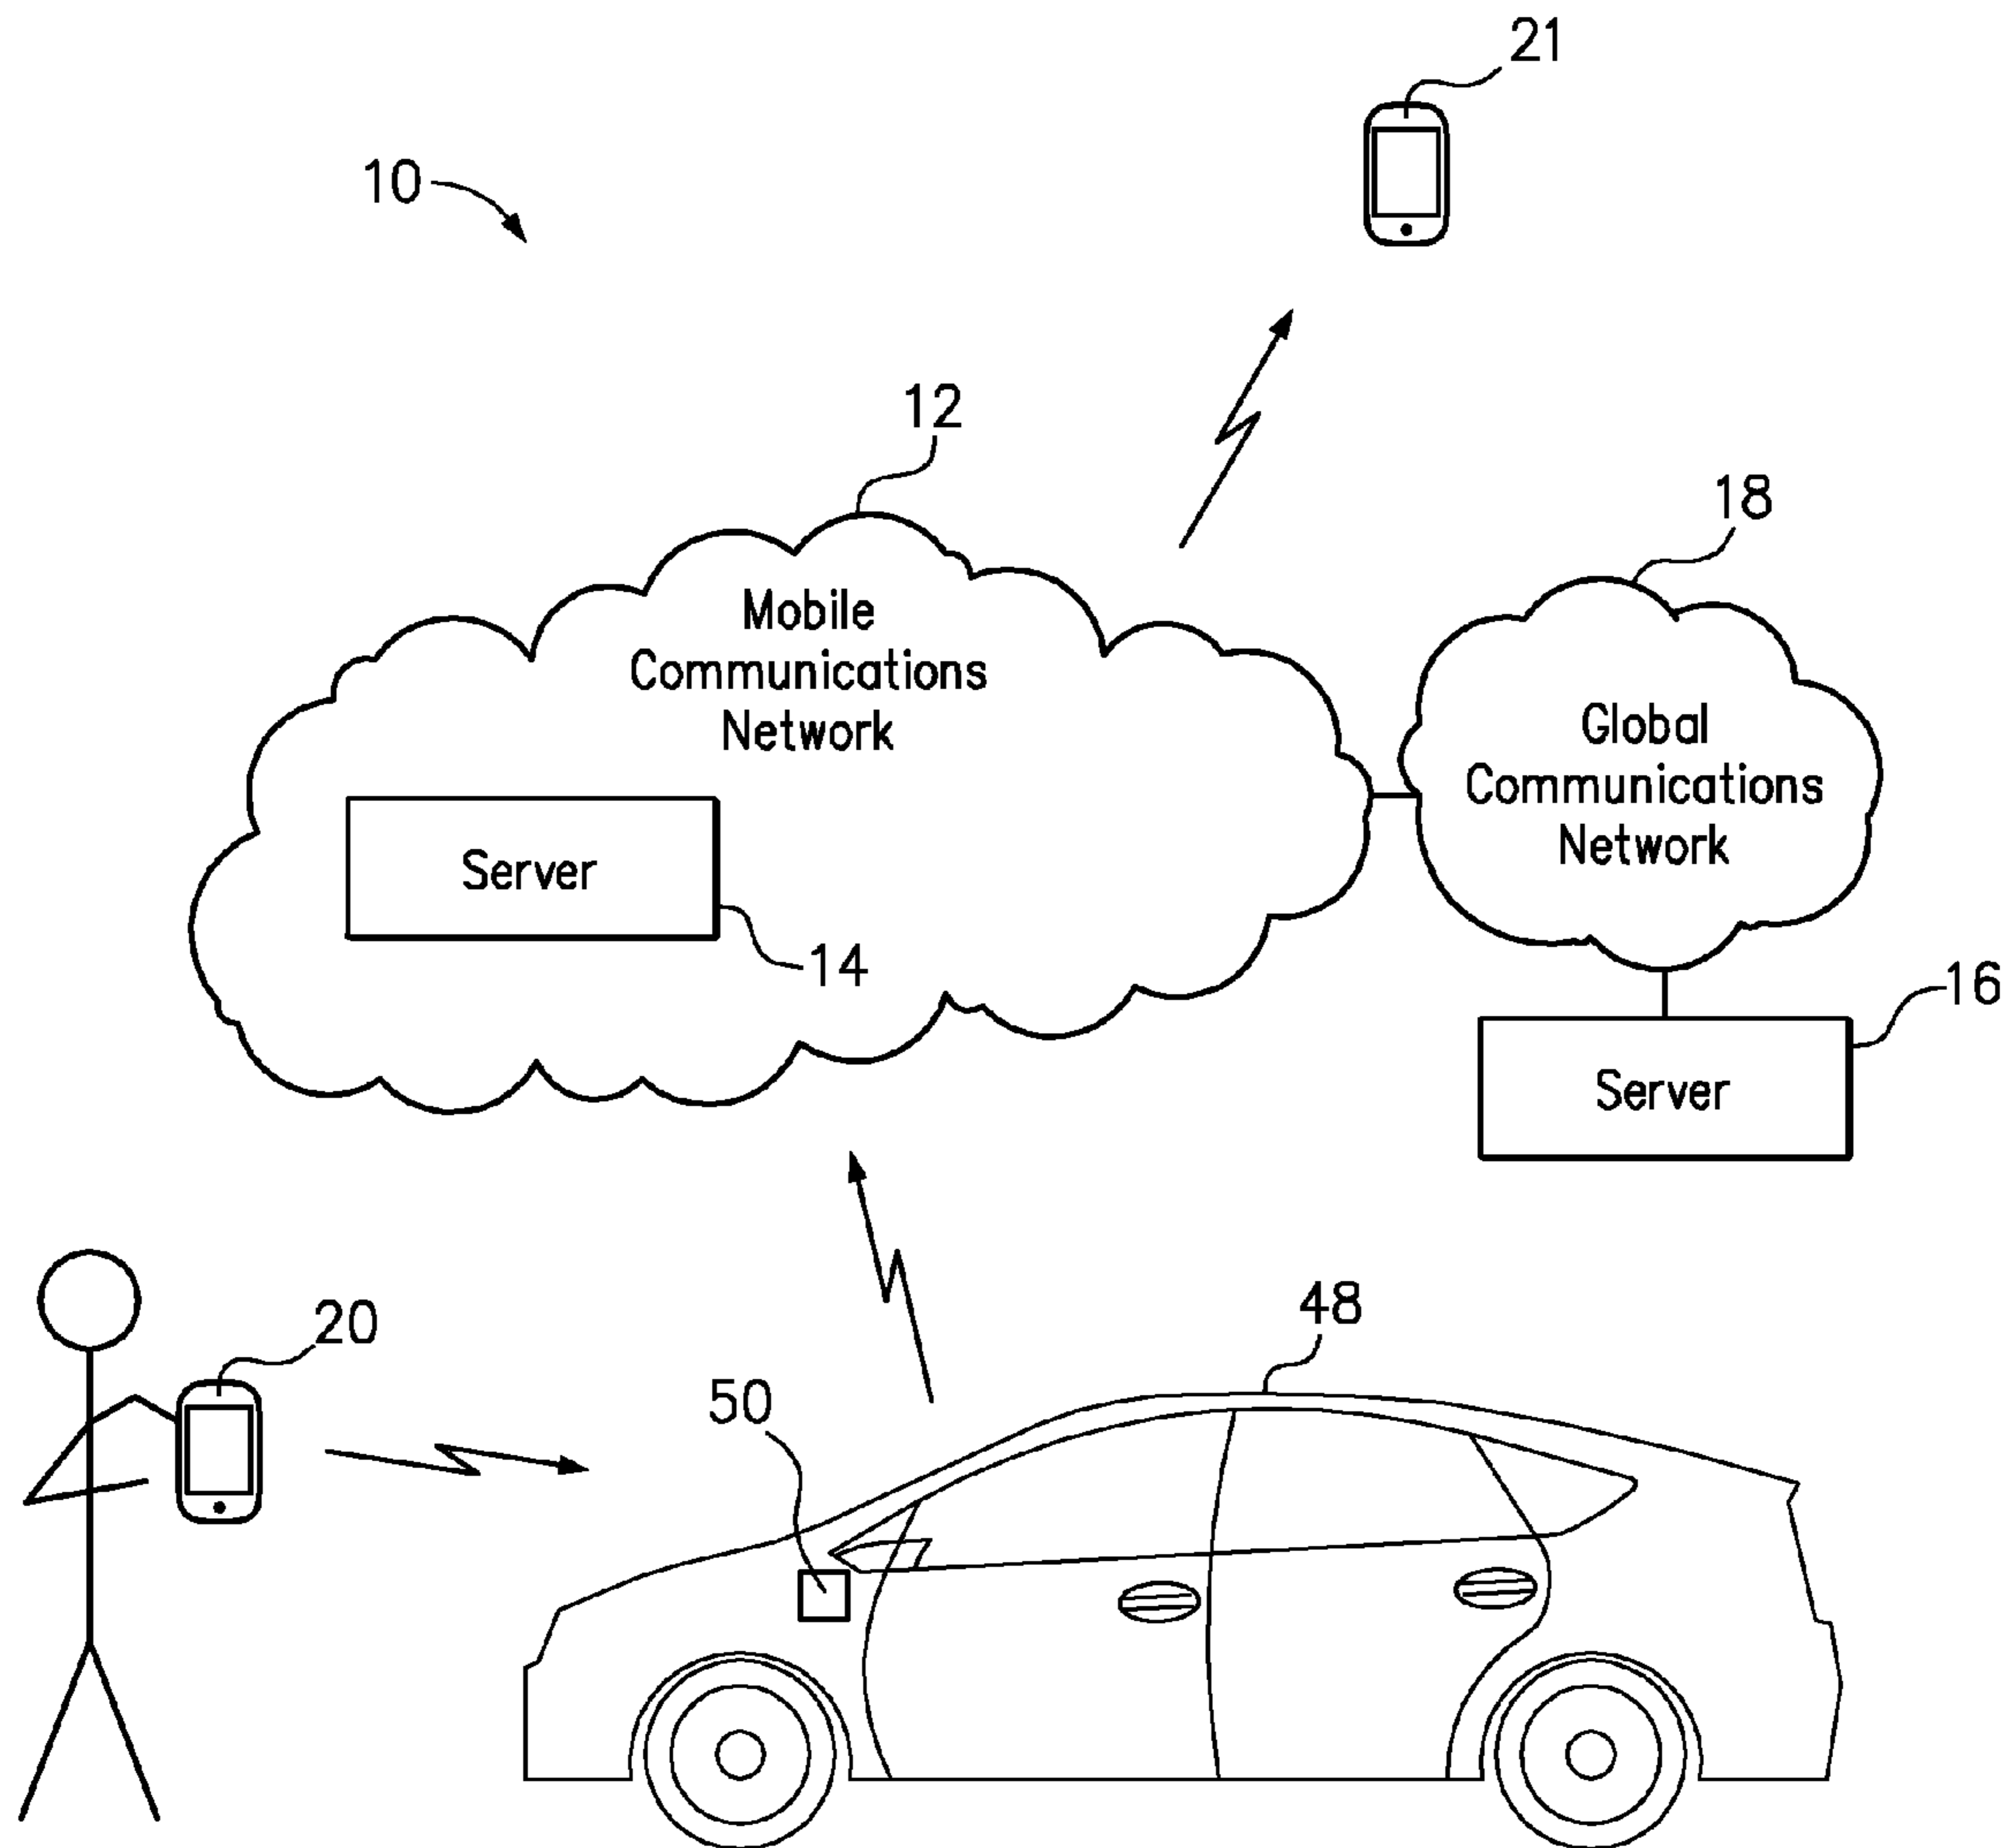 21
10
12
18
Mobile
Communications
Network
Global
Communications
Network
Server
14
16
Server
20
48
50